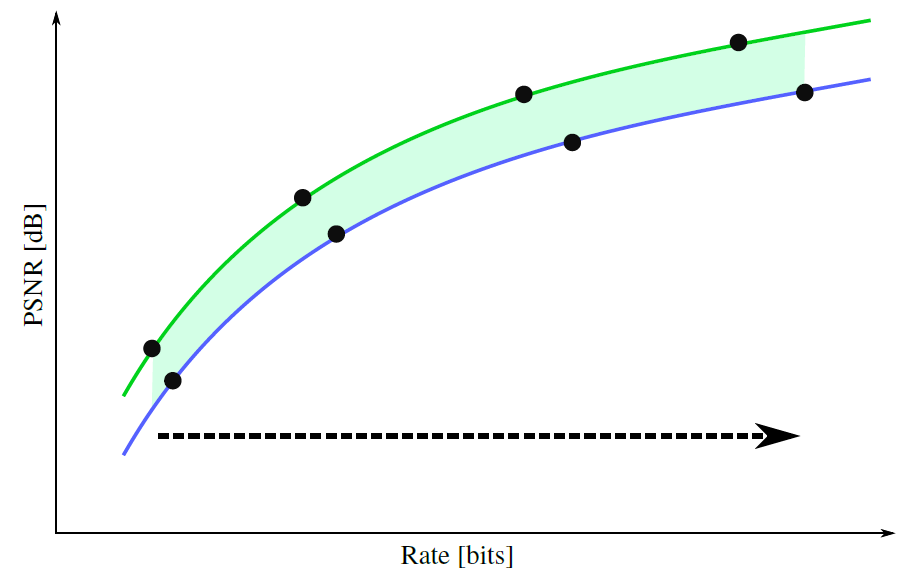 PSNR [dB]
Rate [bits]